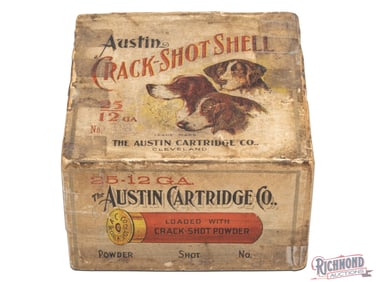 Austin
CRACK-SHOT SHELL
25
12 GA
No.
TRADE MARK
THE AUSTIN CARTRIDGE CO.,
CLEVELAND
25-12 GA.
THE AUSTIN CARTRIDGE CO.,
LOADED WITH
CRACK-SHOT POWDER
POWDER SHOT No.
RICHMOND
AUCTIONS